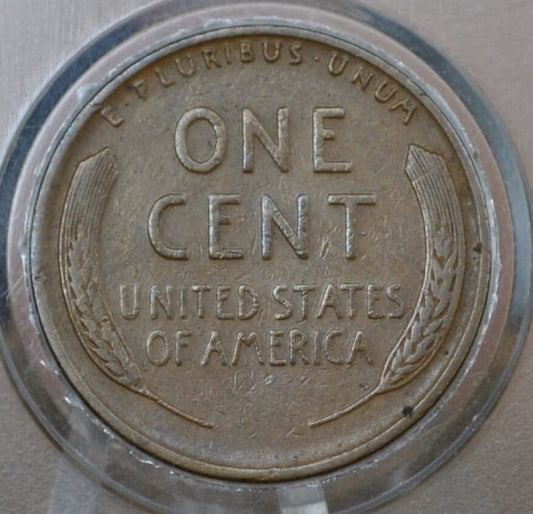 E·PLURIBUS·UNUM
ONE
CENT
UNITED STATES
OF AMERICA